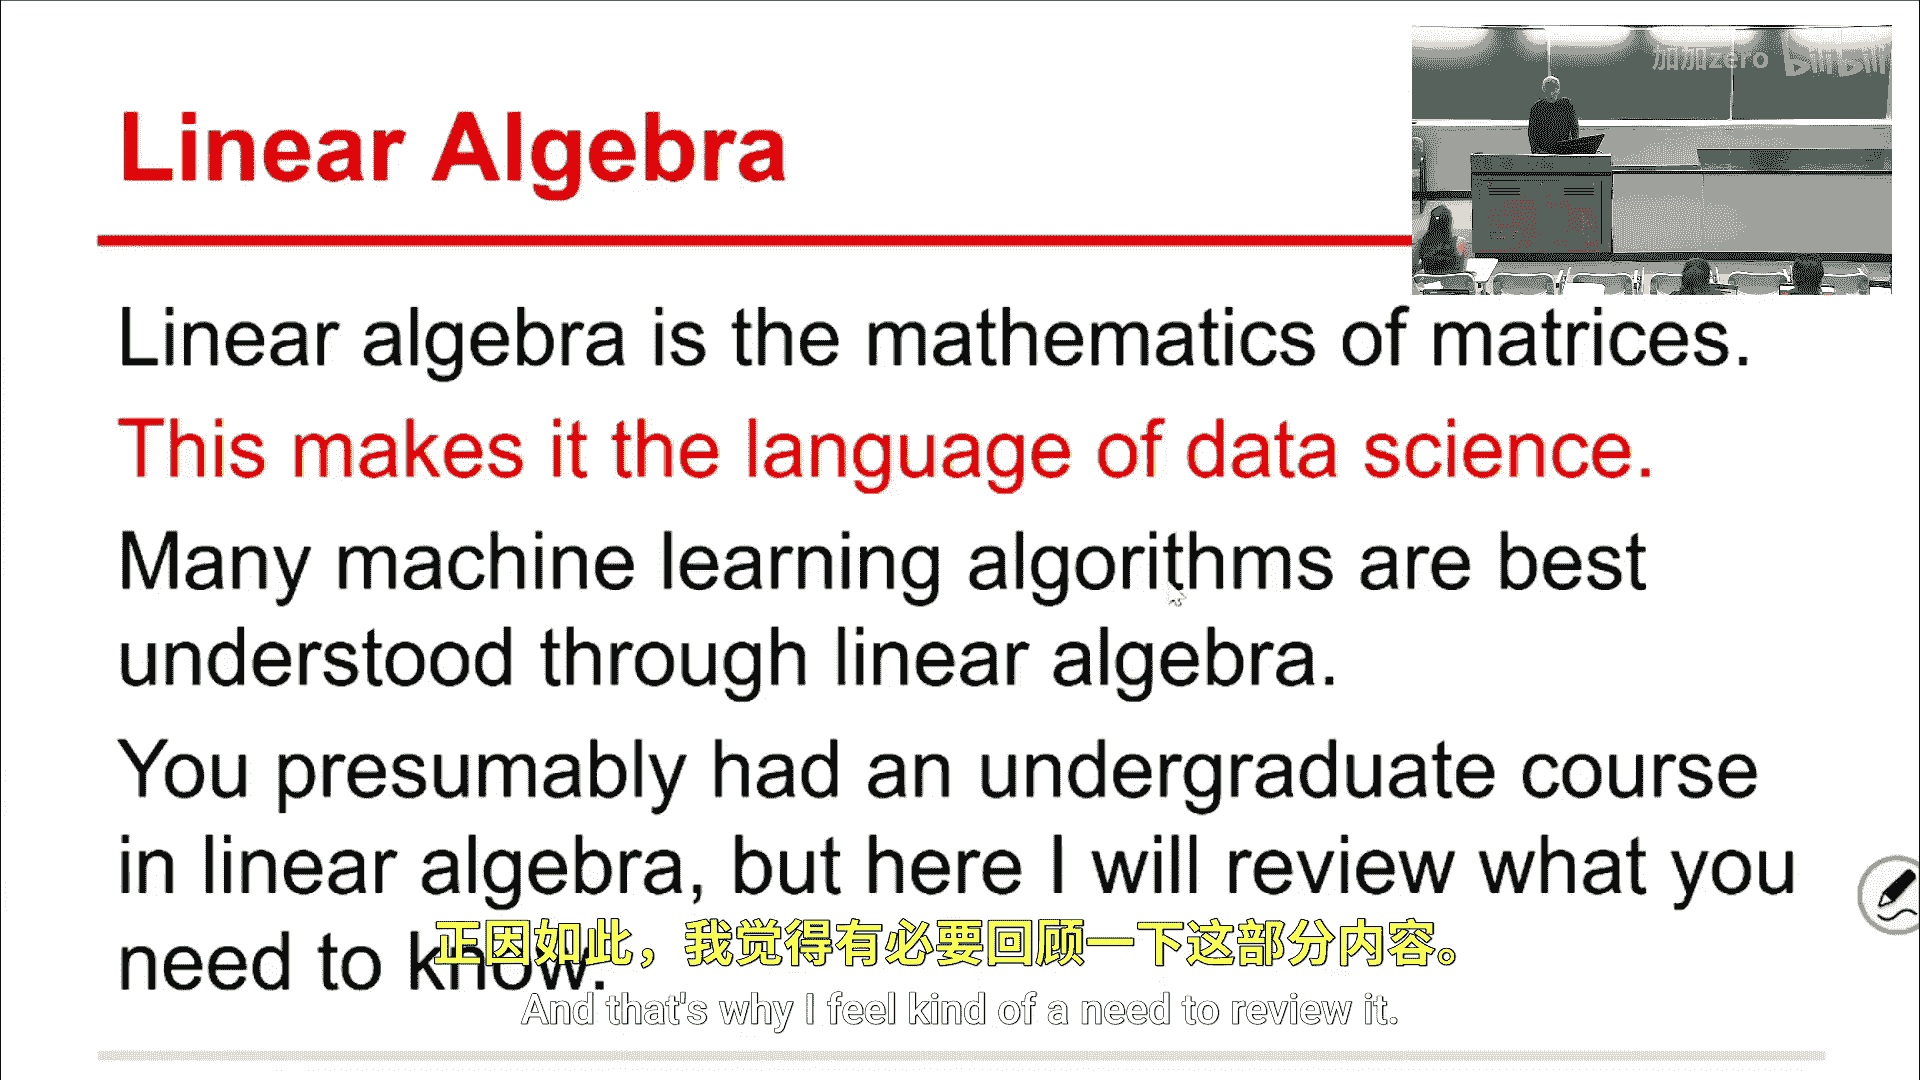 加加zero bilibili
Linear Algebra
Linear algebra is the mathematics of matrices.
This makes it the language of data science.
Many machine learning algorithms are best
understood through linear algebra.
You presumably had an undergraduate course
in linear algebra, but here I will review what you
need to know.
正因如此，我觉得有必要回顾一下这部分内容。
And that's why I feel kind of a need to review it.